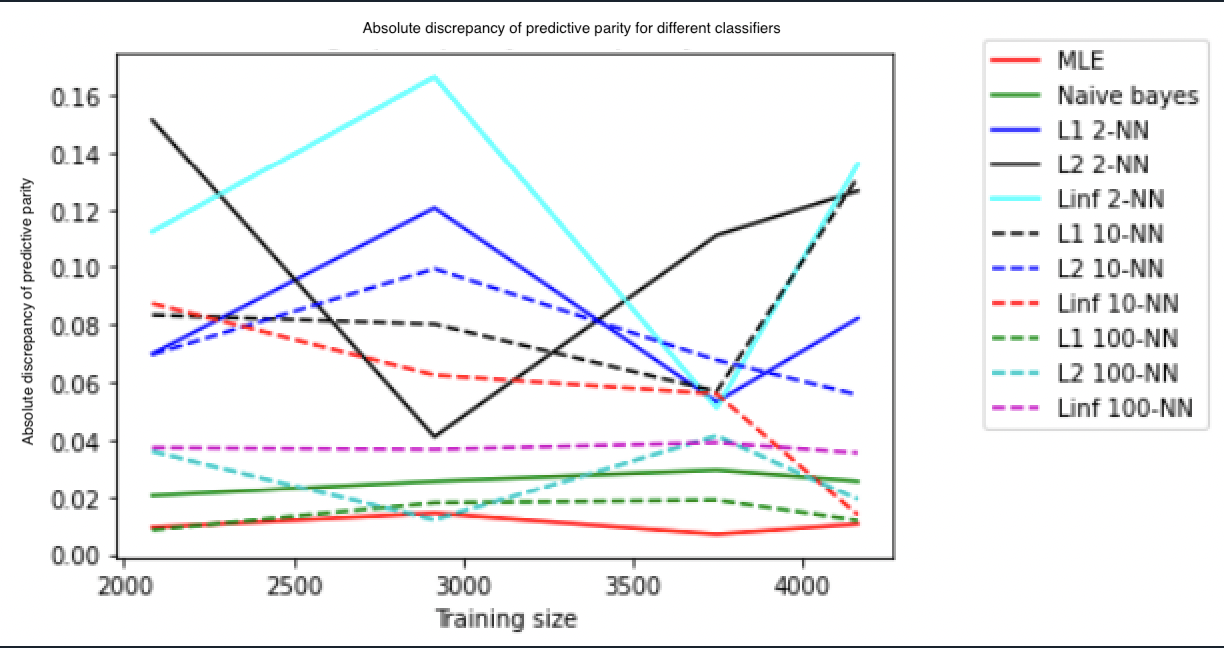 Absolute discrepancy of predictive parity for different classifiers
Absolute discrepancy of predictive parity
0.16
0.14
0.12
0.10
0.08
0.06
0.04
0.02
0.00
2000 2500 3000 3500 4000
Training size
MLE
Naive bayes
L1 2-NN
L2 2-NN
Linf 2-NN
L1 10-NN
L2 10-NN
Linf 10-NN
L1 100-NN
L2 100-NN
Linf 100-NN